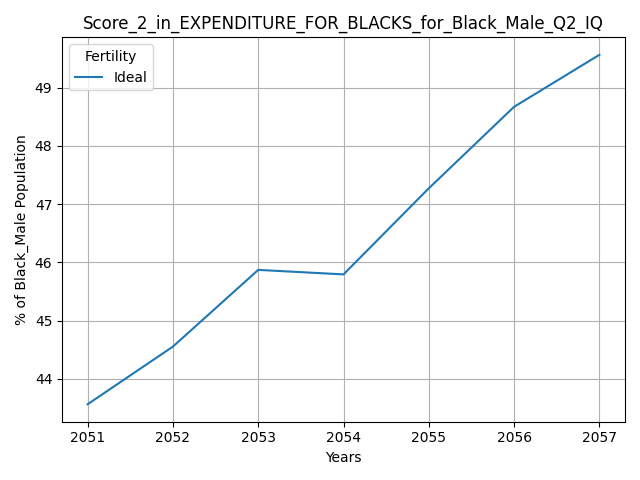 Score_2_in_EXPENDITURE_FOR_BLACKS_for_Black_Male_Q2_IQ
Fertility
Ideal
% of Black_Male Population
49
48
47
46
45
44
2051 2052 2053 2054 2055 2056 2057
Years